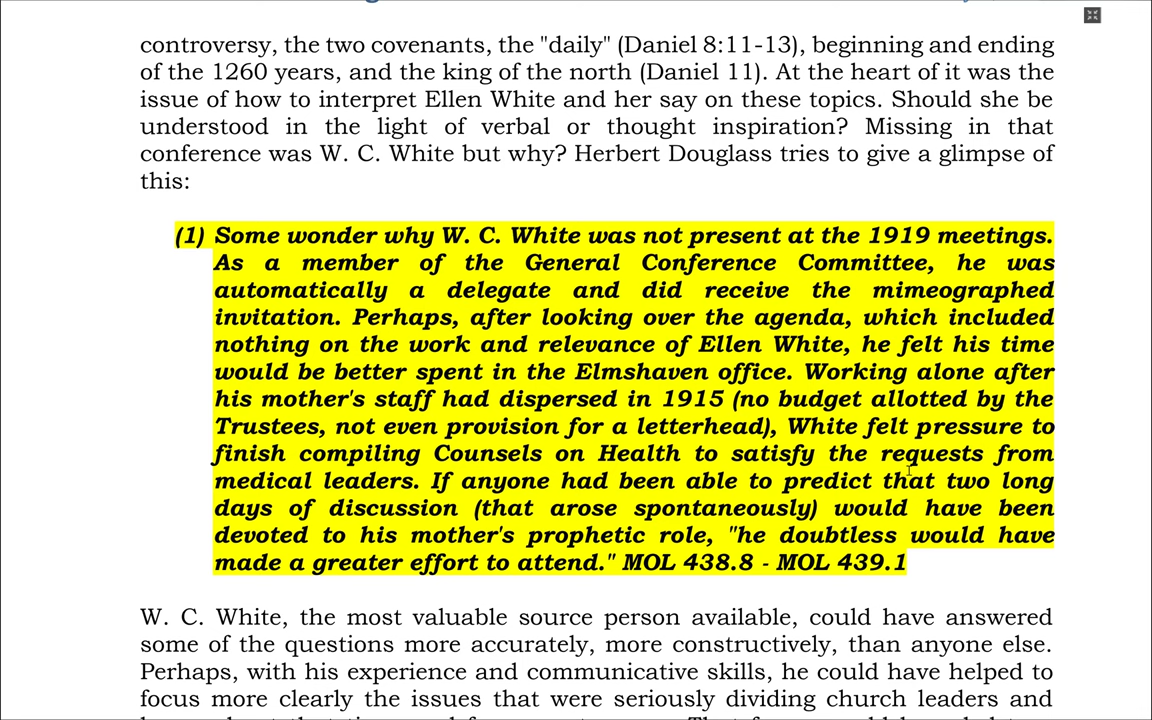 controversy, the two covenants, the "daily" (Daniel 8:11-13), beginning and ending
of the 1260 years, and the king of the north (Daniel 11). At the heart of it was the
issue of how to interpret Ellen White and her say on these topics. Should she be
understood in the light of verbal or thought inspiration? Missing in that
conference was W. C. White but why? Herbert Douglass tries to give a glimpse of
this:
(1) Some wonder why W. C. White was not present at the 1919 meetings.
As a member of the General Conference Committee, he was
automatically a delegate and did receive the mimeographed
invitation. Perhaps, after looking over the agenda, which included
nothing on the work and relevance of Ellen White, he felt his time
would be better spent in the Elmshaven office. Working alone after
his mother's staff had dispersed in 1915 (no budget allotted by the
Trustees, not even provision for a letterhead), White felt pressure to
finish compiling Counsels on Health to satisfy the requests from
medical leaders. If anyone had been able to predict that two long
days of discussion (that arose spontaneously) would have been
devoted to his mother's prophetic role, "he doubtless would have
made a greater effort to attend." MOL 438.8 - MOL 439.1
W. C. White, the most valuable source person available, could have answered
some of the questions more accurately, more constructively, than anyone else.
Perhaps, with his experience and communicative skills, he could have helped to
focus more clearly the issues that were seriously dividing church leaders and